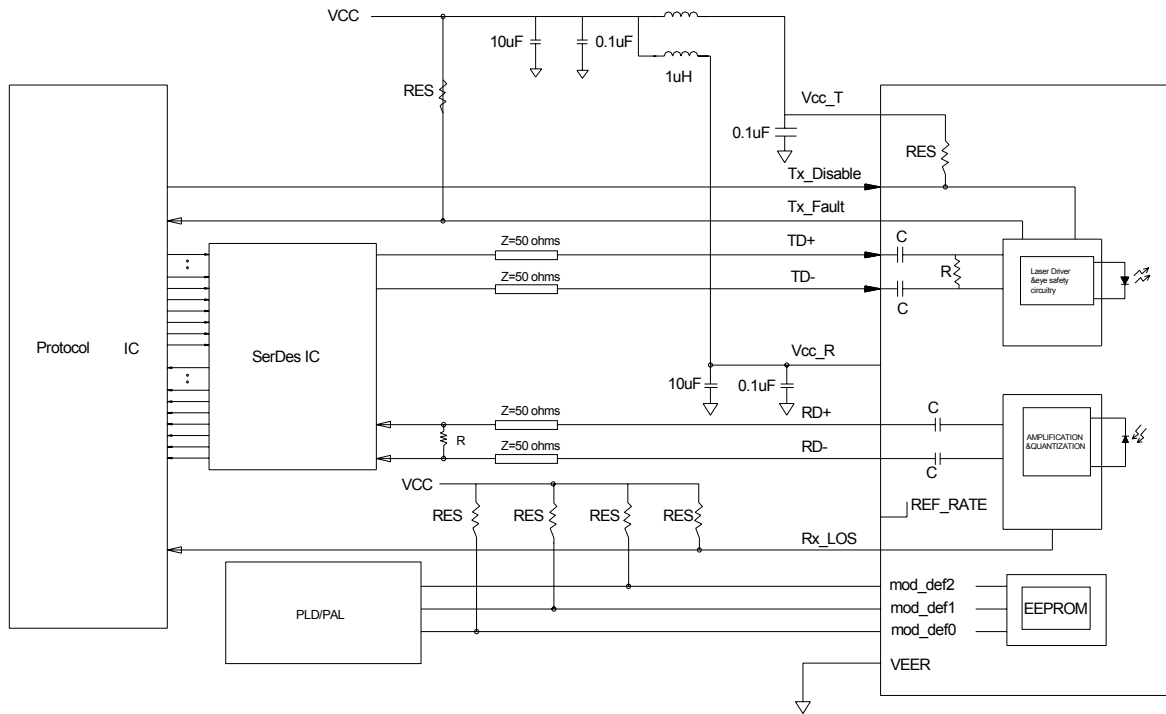 VCC
10uF
0.1uF
1uH
RES
Vcc_T
0.1uF
RES
Tx_Disable
Tx_Fault
Z=50 ohms
TD+
C
:
Z=50 ohms
TD-
R
C
Laser Driver
&eye safety
circuitry
Protocol IC
SerDes IC
Vcc_R
:
10uF
0.1uF
Z=50 ohms
RD+
C
R
AMPLIFICATION
&QUANTIZATION
Z=50 ohms
RD-
C
VCC
RES
RES
RES
RES
REF_RATE
Rx_LOS
PLD/PAL
mod_def2
mod_def1
mod_def0
EEPROM
VEER